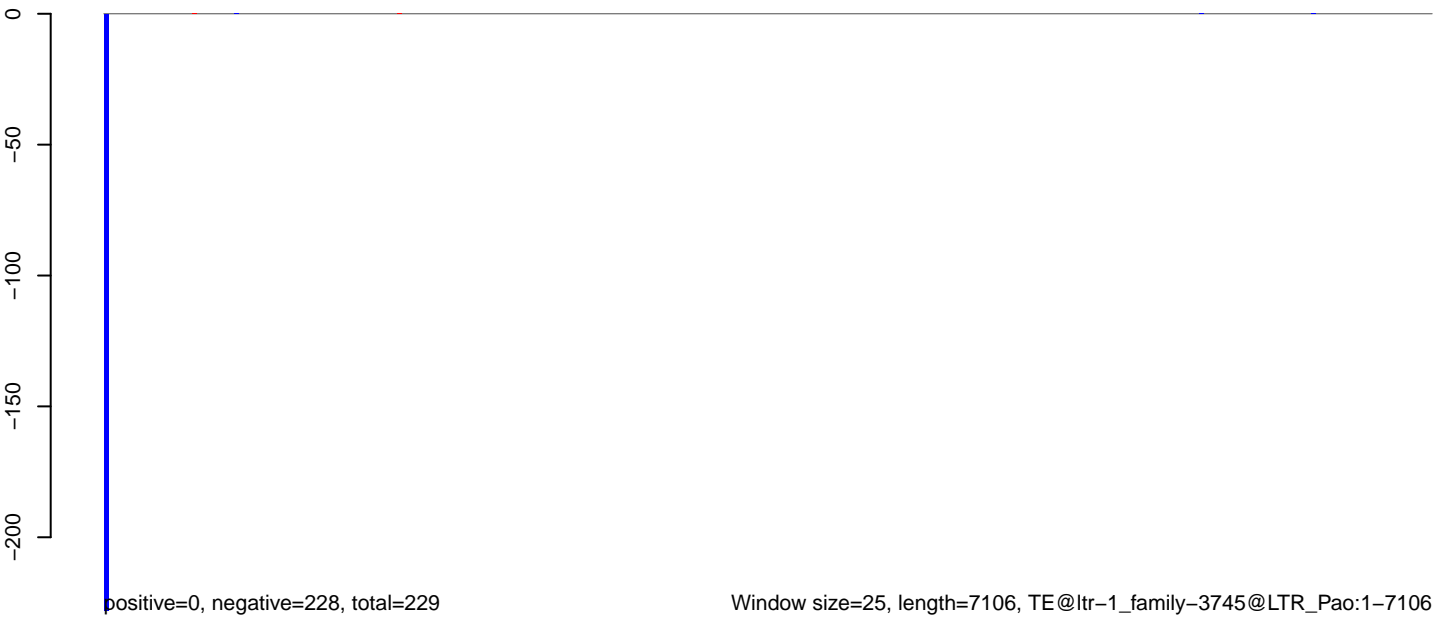 0
−50
−100
−150
−200
positive=0, negative=228, total=229
Window size=25, length=7106, TE@ltr−1_family−3745@LTR_Pao:1−7106